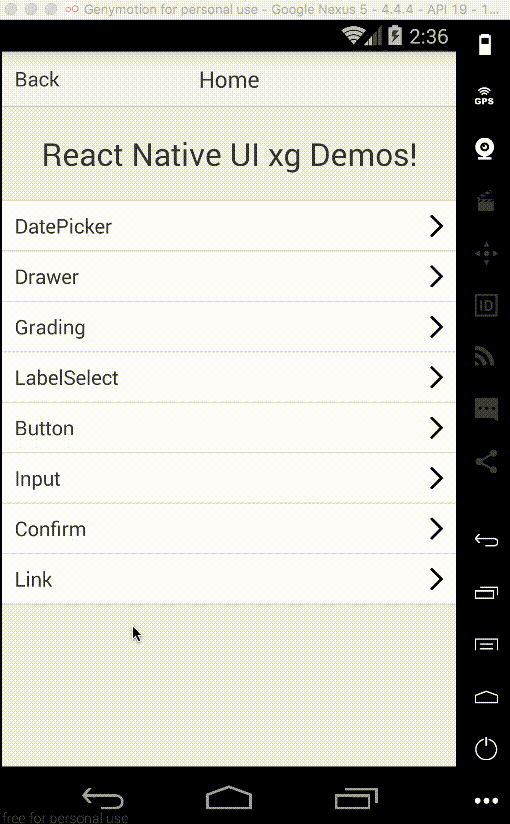 Genymotion for personal use - Google Nexus 5 - 4.4.4 - API 19 - 1...
2:36
Back
Home
GPS
React Native UI xg Demos!
DatePicker
Drawer
Grading
ID
LabelSelect
Button
Input
Confirm
Link
free for personal use